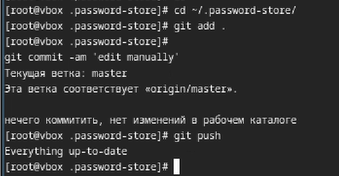 [root@vbox .password-store]# cd ~/.password-store/
[root@vbox .password-store]# git add .
[root@vbox .password-store]#
git commit -am 'edit manually'
Текущая ветка: master
Эта ветка соответствует «origin/master».
нечего коммитить, нет изменений в рабочем каталоге
[root@vbox .password-store]# git push
Everything up-to-date
[root@vbox .password-store]#